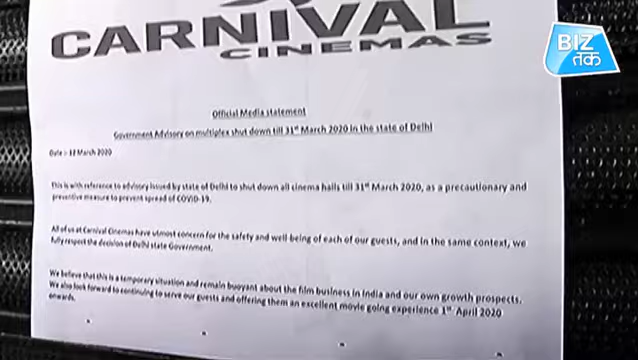 CARNIVAL
CINEMAS
BIZ
तक
Official Media statement
Government Advisory on multiplex shut down till 31st March 2020 in the state of Delhi
Date :- 12 March 2020
This is with reference to advisory issued by state of Delhi to shut down all cinema halls till 31st March 2020, as a precautionary and
preventive measure to prevent spread of COVID-19.
All of us at Carnival Cinemas have utmost concern for the safety and well-being of each of our guests, and in the same context, we
fully respect the decision of Delhi state Government.
We believe that this is a temporary situation and remain buoyant about the film business in India and our own growth prospects.
We also look forward to continuing to serve our guests and offering them an excellent movie going experience 1st April 2020
onwards.